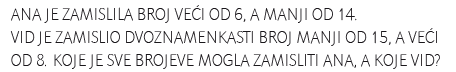 ANA JE ZAMISLILA BROJ VEĆI OD 6, A MANJI OD 14.
VID JE ZAMISLIO DVOZNAMENKASTI BROJ MANJI OD 15, A VEĆI
OD 8. KOJE JE SVE BROJEVE MOGLA ZAMISLITI ANA, A KOJE VID?